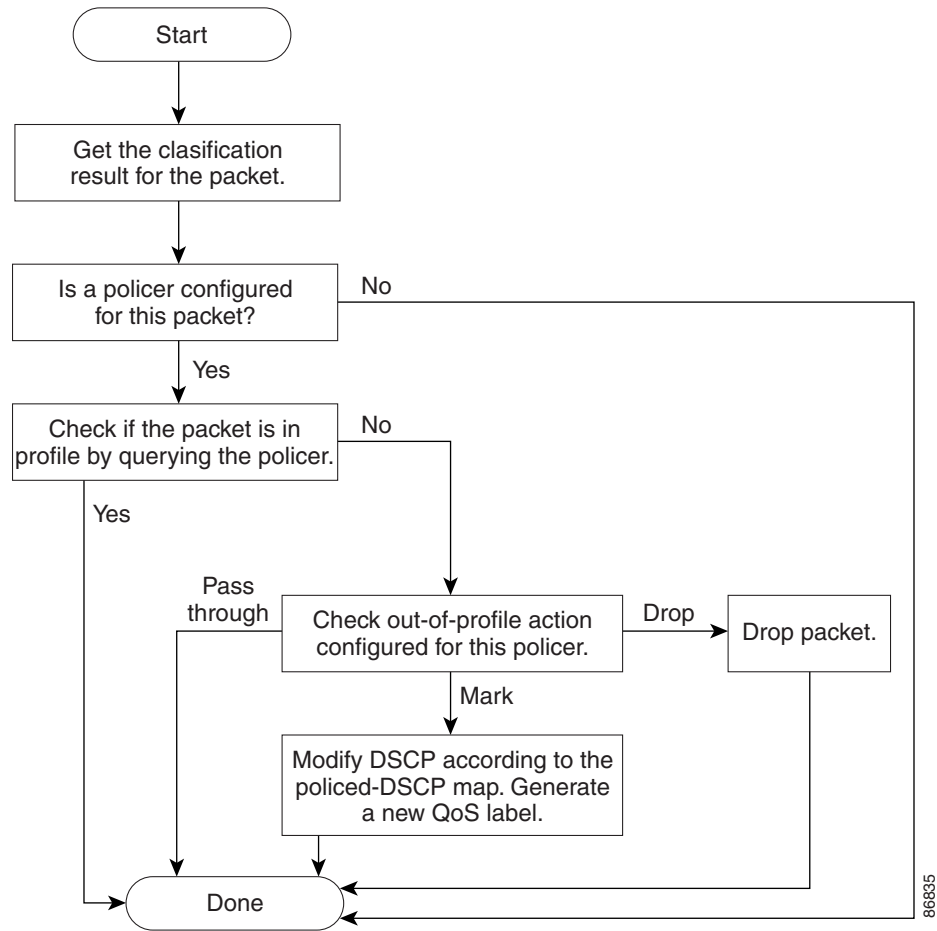 Start
Get the clasification
result for the packet.
Is a policer configured
for this packet?
No
Yes
Check if the packet is in
profile by querying the policer.
No
Yes
Pass
through
Check out-of-profile action
configured for this policer.
Drop
Drop packet.
Mark
Modify DSCP according to the
policed-DSCP map. Generate
a new QoS label.
Done
86835